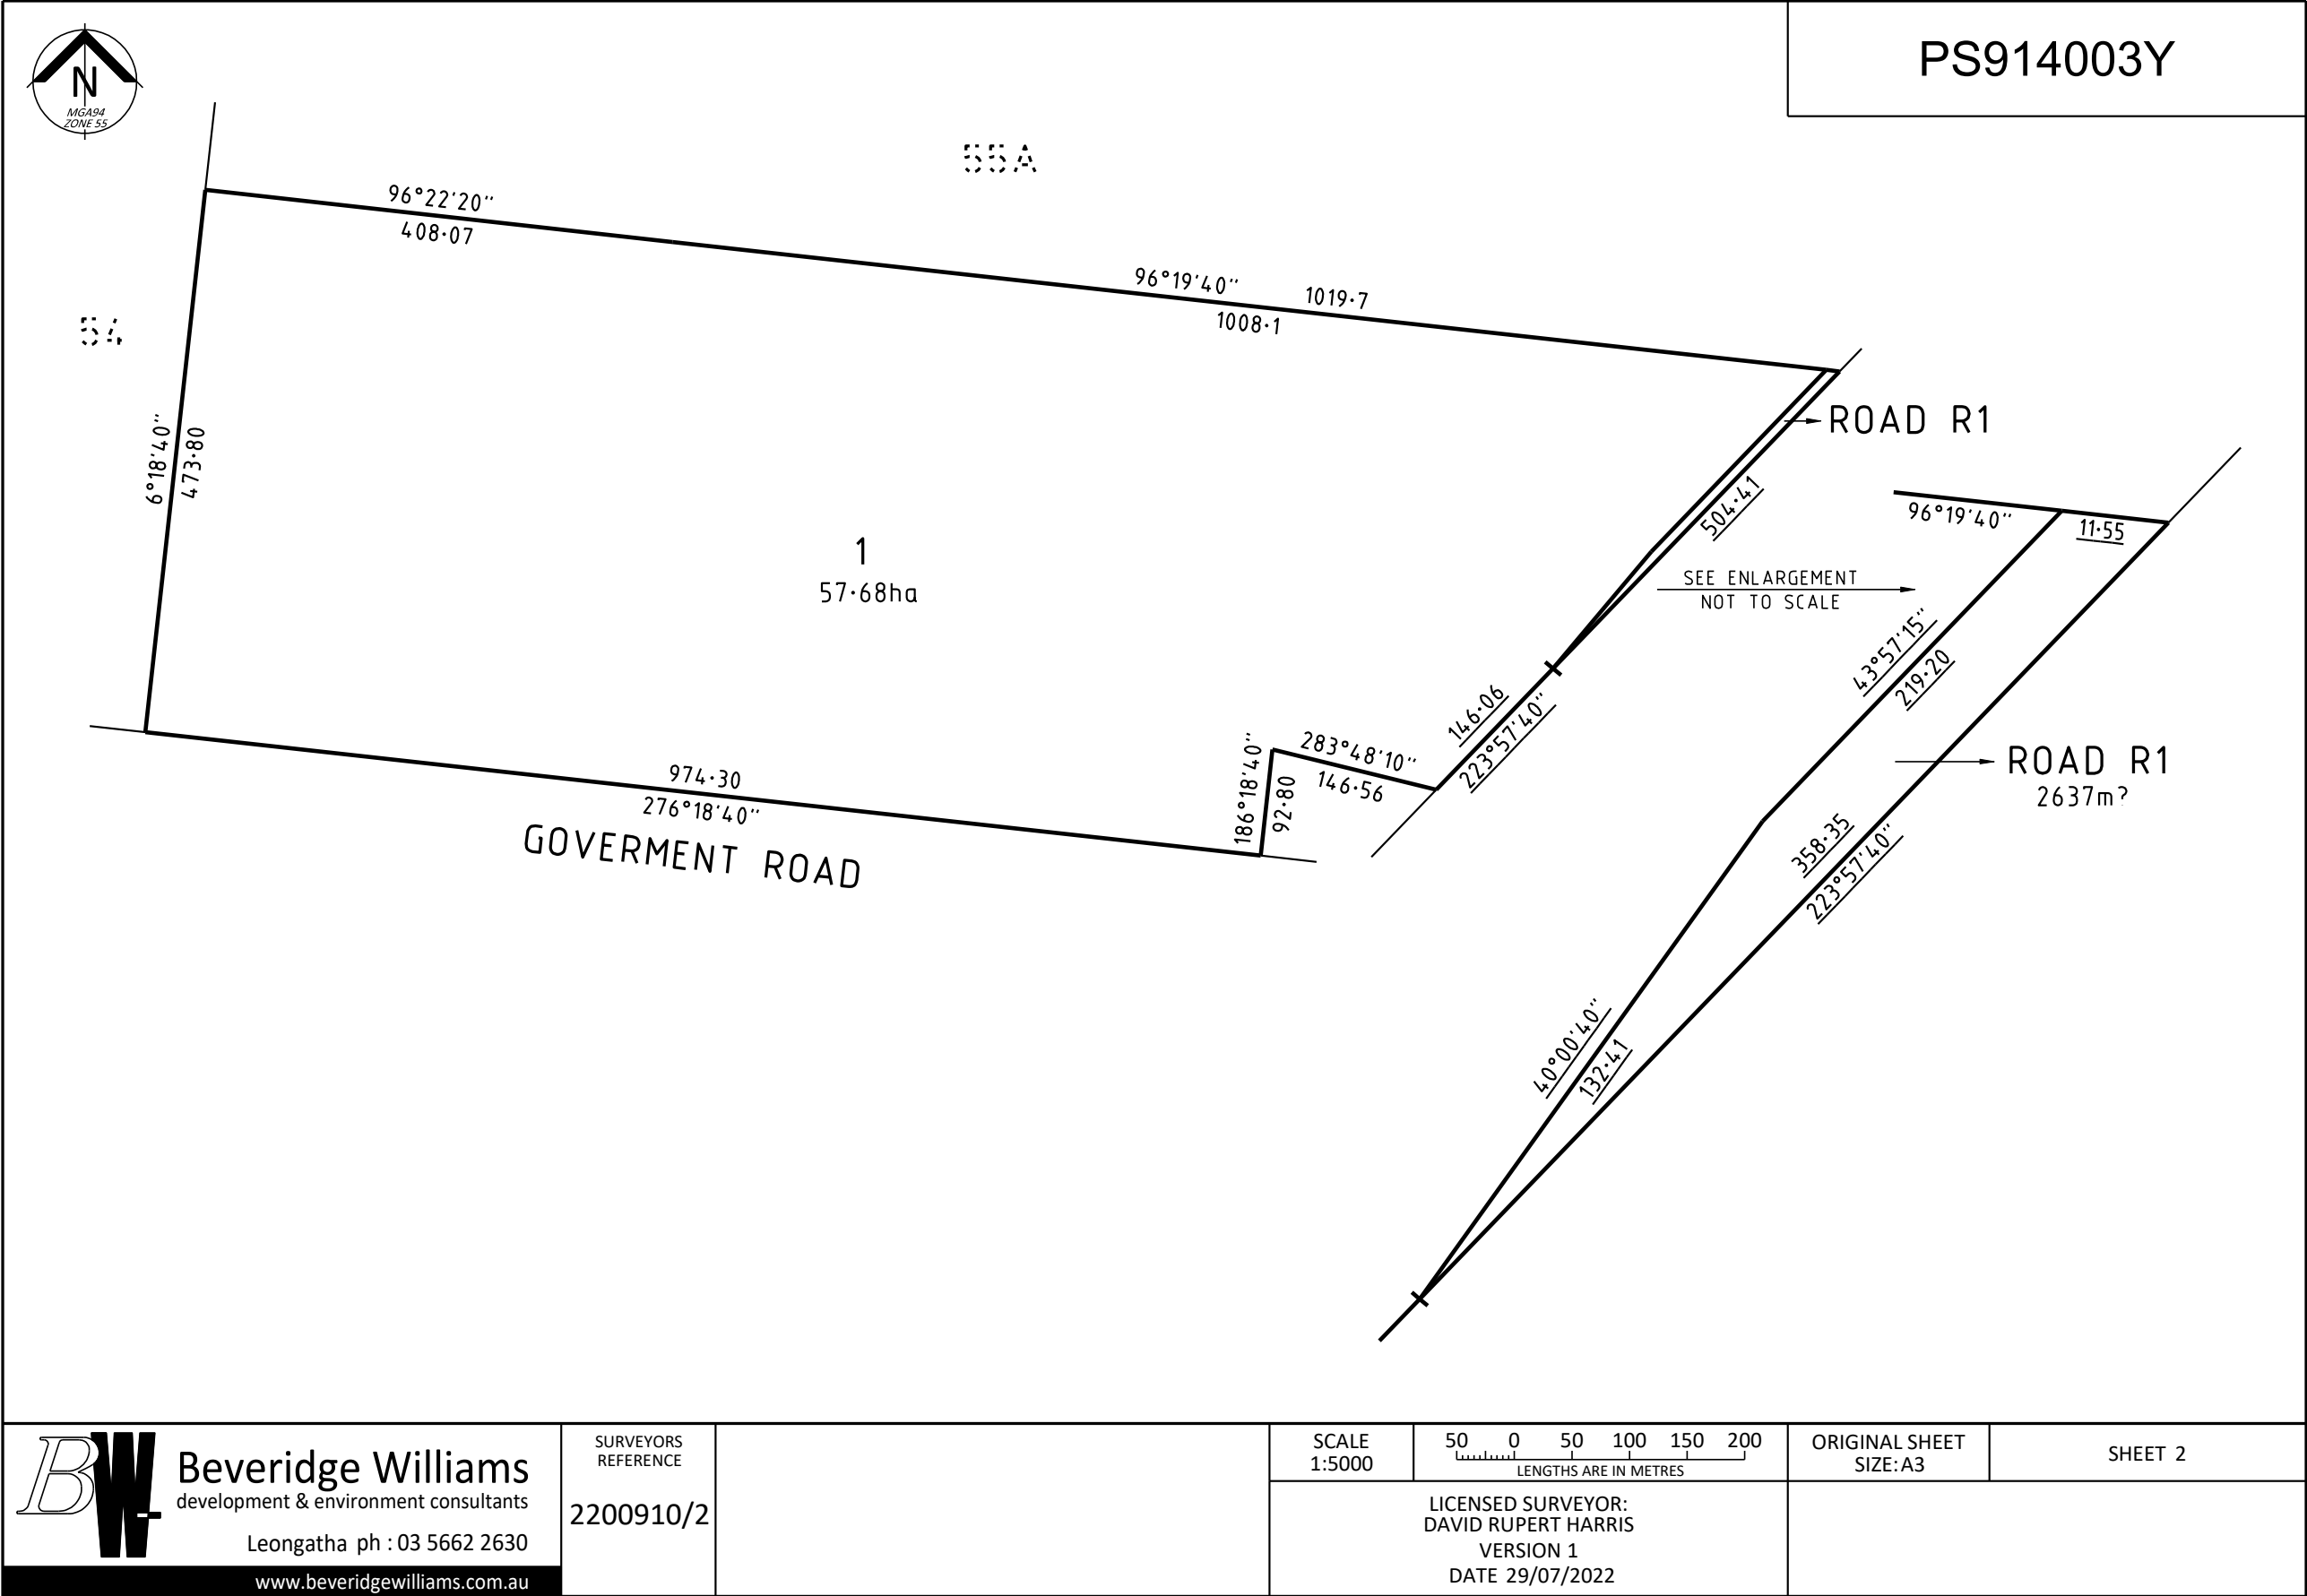 PS914003Y
N
MGA94
ZONE 55
55A
54
96°22'20"
408·07
96°19'40"
1019·7
1008·1
6°18'40"
473·80
1
57·68ha
ROAD R1
504·41
SEE ENLARGEMENT
NOT TO SCALE
146·06
223°57'40"
283°48'10"
146·56
186°18'40"
92·80
974·30
276°18'40"
GOVERMENT ROAD
96°19'40"
11·55
43°57'15"
219·20
ROAD R1
2637m?
358·35
223°57'40"
40°00'40"
132·41
BW
Beveridge Williams
development & environment consultants
Leongatha ph : 03 5662 2630
www.beveridgewilliams.com.au
SURVEYORS
REFERENCE
2200910/2
SCALE
1:5000
50 0 50 100 150 200
LENGTHS ARE IN METRES
ORIGINAL SHEET
SIZE: A3
SHEET 2
LICENSED SURVEYOR:
DAVID RUPERT HARRIS
VERSION 1
DATE 29/07/2022